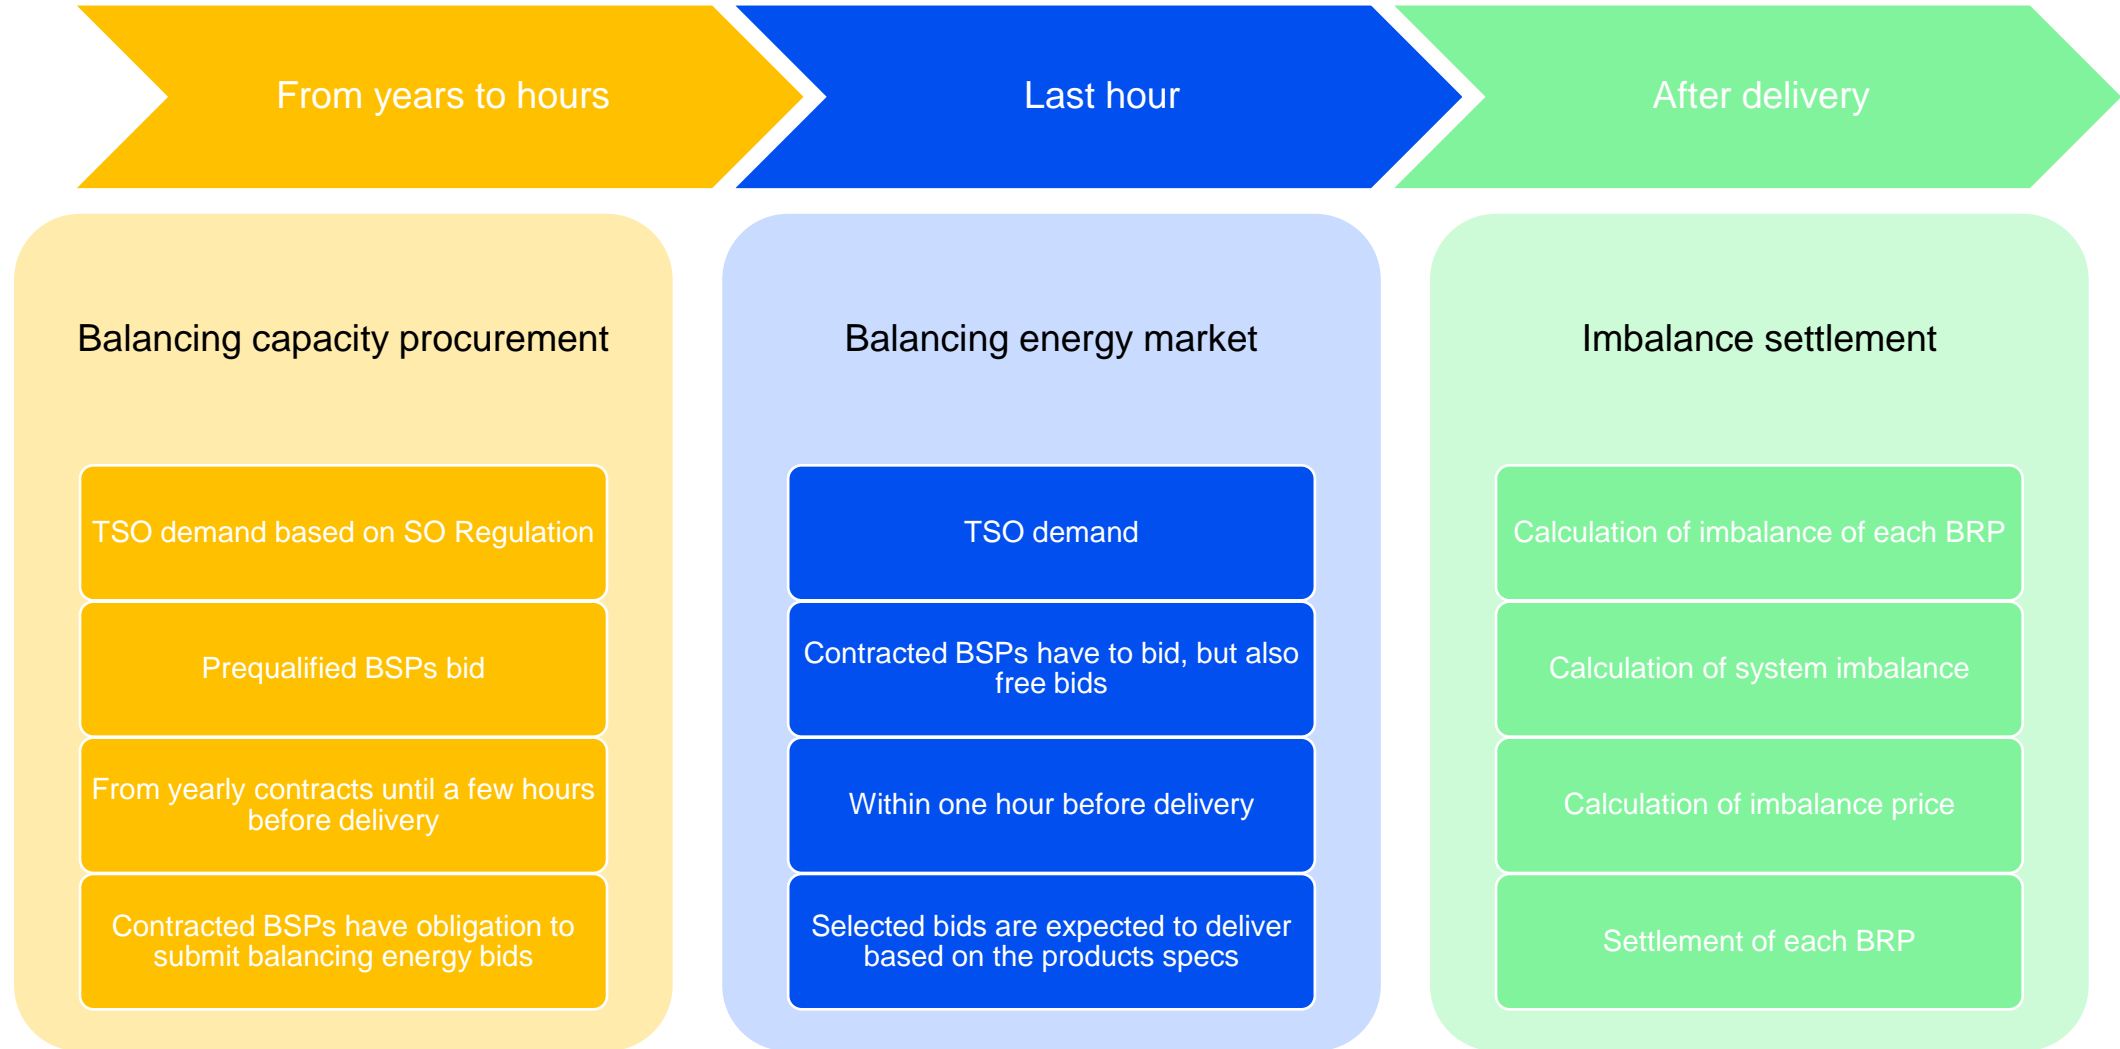 From years to hours
Last hour
After delivery
Balancing capacity procurement
TSO demand based on SO Regulation
Prequalified BSPs bid
From yearly contracts until a few hours
before delivery
Contracted BSPs have obligation to
submit balancing energy bids
Balancing energy market
TSO demand
Contracted BSPs have to bid, but also
free bids
Within one hour before delivery
Selected bids are expected to deliver
based on the products specs
Imbalance settlement
Calculation of imbalance of each BRP
Calculation of system imbalance
Calculation of imbalance price
Settlement of each BRP